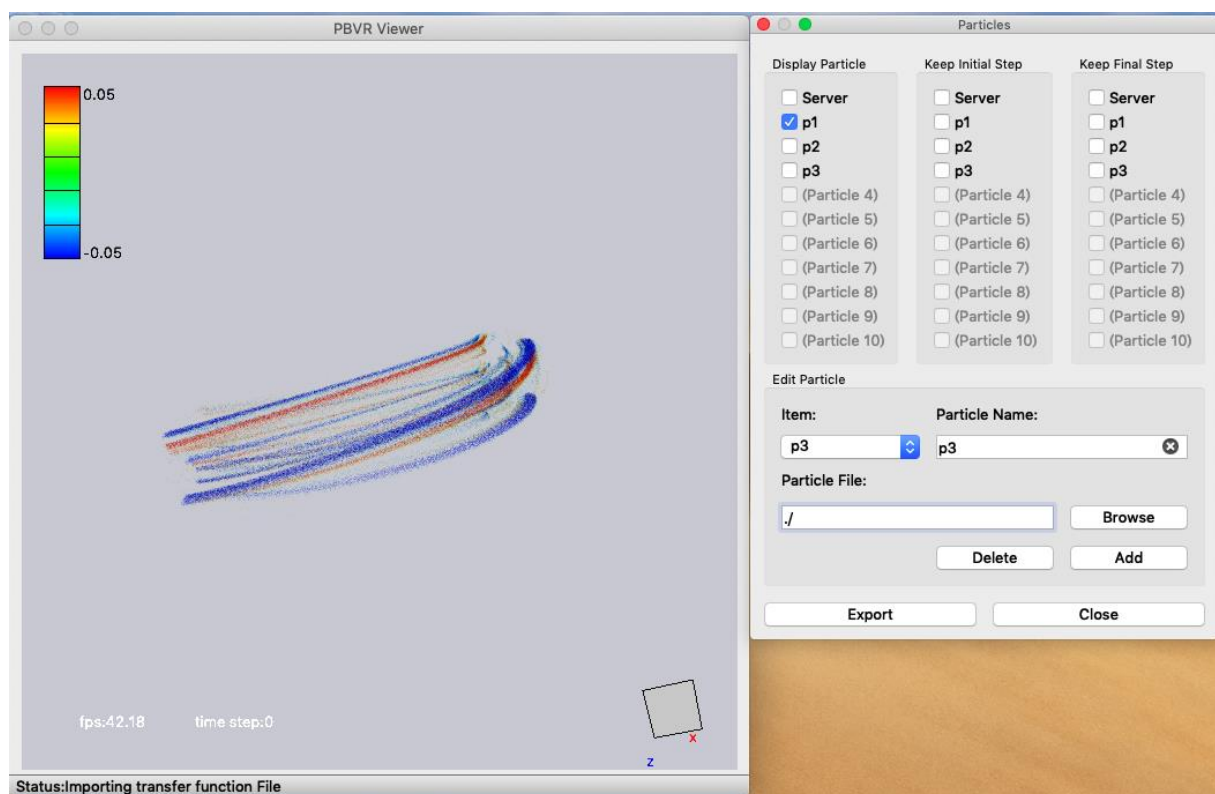 PBVR Viewer
0.05
-0.05
fps:42.18 time step:0
x
z
Status:Importing transfer function File
Particles
Display Particle Keep Initial Step Keep Final Step
Server Server Server
p1 p1 p1
p2 p2 p2
p3 p3 p3
(Particle 4) (Particle 4) (Particle 4)
(Particle 5) (Particle 5) (Particle 5)
(Particle 6) (Particle 6) (Particle 6)
(Particle 7) (Particle 7) (Particle 7)
(Particle 8) (Particle 8) (Particle 8)
(Particle 9) (Particle 9) (Particle 9)
(Particle 10) (Particle 10) (Particle 10)
Edit Particle
Item: Particle Name:
p3 p3
Particle File:
./ Browse
Delete Add
Export Close